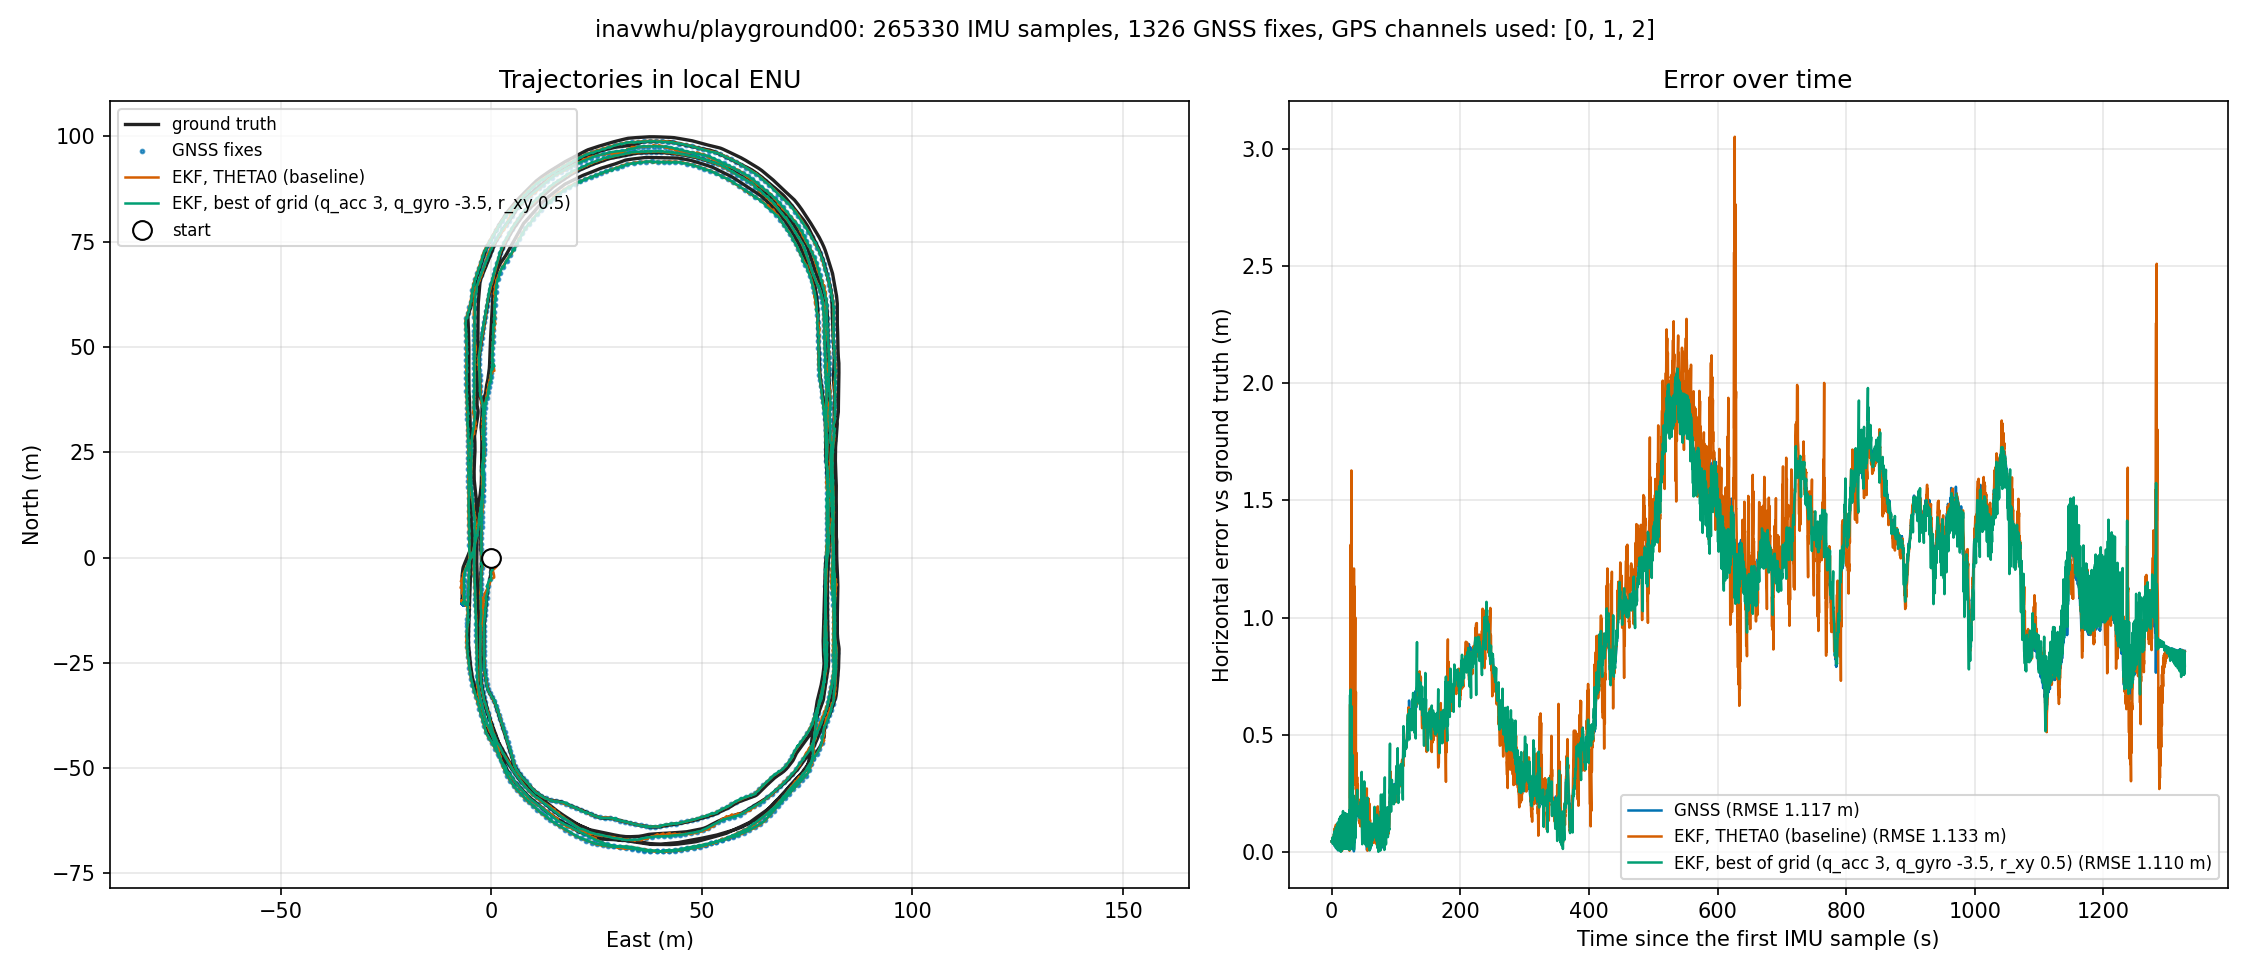 inavwhu/playground00: 265330 IMU samples, 1326 GNSS fixes, GPS channels used: [0, 1, 2]
Trajectories in local ENU
North (m)
100
75
50
25
0
−25
−50
−75
ground truth
GNSS fixes
EKF, THETA0 (baseline)
EKF, best of grid (q_acc 3, q_gyro -3.5, r_xy 0.5)
start
−50
0
50
100
150
East (m)
Error over time
Horizontal error vs ground truth (m)
3.0
2.5
2.0
1.5
1.0
0.5
0.0
GNSS (RMSE 1.117 m)
EKF, THETA0 (baseline) (RMSE 1.133 m)
EKF, best of grid (q_acc 3, q_gyro -3.5, r_xy 0.5) (RMSE 1.110 m)
0
200
400
600
800
1000
1200
Time since the first IMU sample (s)